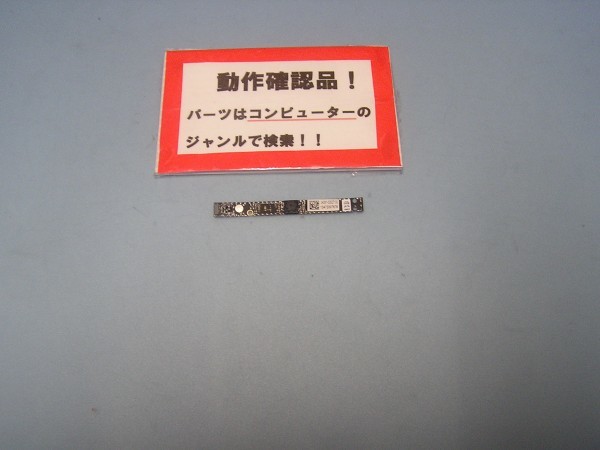 動作確認品！
パーツはコンピューターの
ジャンルで検索！！